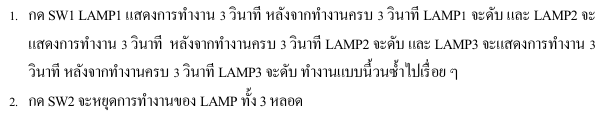 1. กด SW1 LAMP1 แสดงการทำงาน 3 วินาที หลังจากทำงานครบ 3 วินาที LAMP1 จะดับ และ LAMP2 จะ
แสดงการทำงาน 3 วินาที หลังจากทำงานครบ 3 วินาที LAMP2 จะดับ และ LAMP3 จะแสดงการทำงาน 3
วินาที หลังจากทำงานครบ 3 วินาที LAMP3 จะดับ ทำงานแบบนี้วนซ้ำไปเรื่อย ๆ
2. กด SW2 จะหยุดการทำงานของ LAMP ทั้ง 3 หลอด